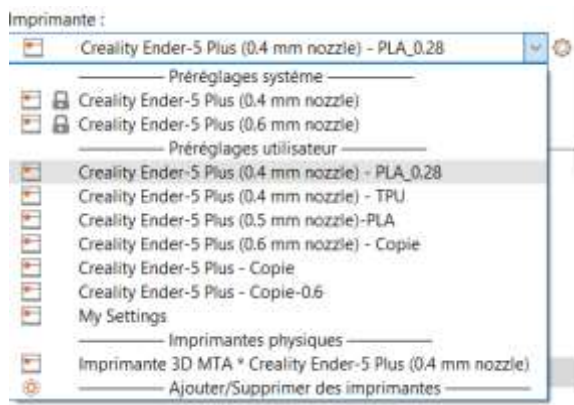 Imprimante :
Creality Ender-5 Plus (0.4 mm nozzle) - PLA_0.28
Préréglages système
Creality Ender-5 Plus (0.4 mm nozzle)
Creality Ender-5 Plus (0.6 mm nozzle)
Préréglages utilisateur
Creality Ender-5 Plus (0.4 mm nozzle) - PLA_0.28
Creality Ender-5 Plus (0.4 mm nozzle) - TPU
Creality Ender-5 Plus (0.5 mm nozzle)-PLA
Creality Ender-5 Plus (0.6 mm nozzle) - Copie
Creality Ender-5 Plus - Copie
Creality Ender-5 Plus - Copie-0.6
My Settings
Imprimantes physiques
Imprimante 3D MTA * Creality Ender-5 Plus (0.4 mm nozzle)
Ajouter/Supprimer des imprimantes